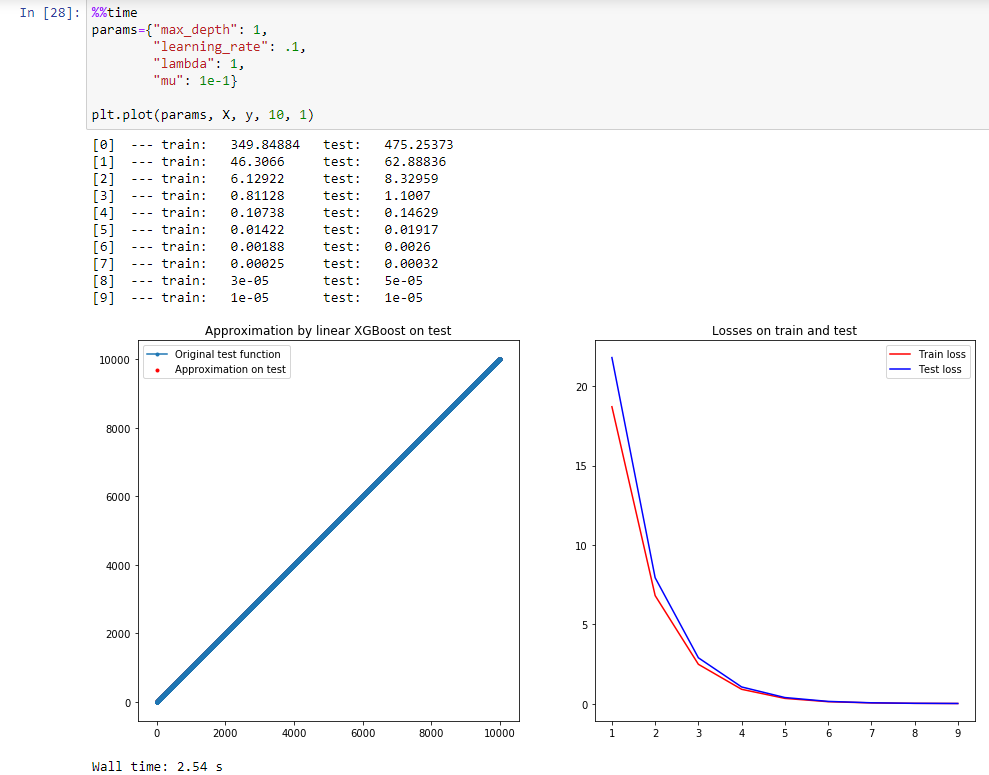 In [28]: %%time
params={"max_depth": 1,
"learning_rate": .1,
"lambda": 1,
"mu": 1e-1}
plt.plot(params, X, y, 10, 1)
[0] --- train: 349.84884 test: 475.25373
[1] --- train: 46.3066 test: 62.88836
[2] --- train: 6.12922 test: 8.32959
[3] --- train: 0.81128 test: 1.1007
[4] --- train: 0.10738 test: 0.14629
[5] --- train: 0.01422 test: 0.01917
[6] --- train: 0.00188 test: 0.0026
[7] --- train: 0.00025 test: 0.00032
[8] --- train: 3e-05 test: 5e-05
[9] --- train: 1e-05 test: 1e-05
Approximation by linear XGBoost on test
Original test function
Approximation on test
10000
8000
6000
4000
2000
0
0 2000 4000 6000 8000 10000
Losses on train and test
Train loss
Test loss
20
15
10
5
0
1 2 3 4 5 6 7 8 9
Wall time: 2.54 s